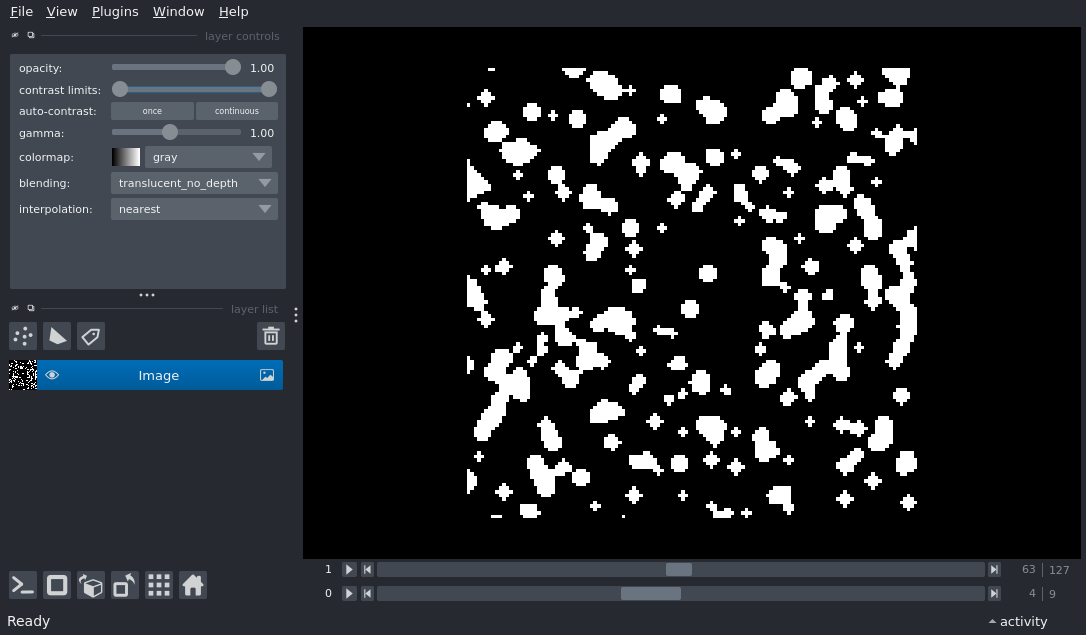 File View Plugins Window Help
layer controls
opacity: 1.00
contrast limits:
auto-contrast: once continuous
gamma: 1.00
colormap: gray
blending: translucent_no_depth
interpolation: nearest
layer list
Image
1 63 127
0 4 9
Ready activity